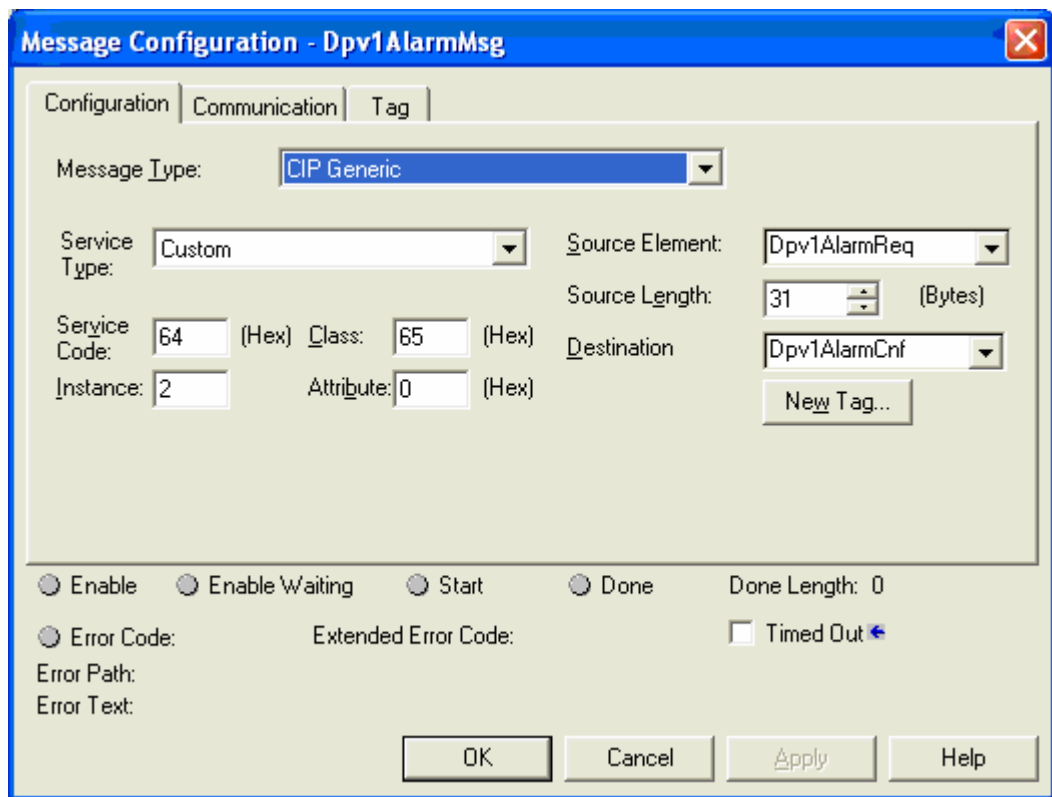 Message Configuration - Dpv1AlarmMsg
Configuration Communication Tag
Message Type: CIP Generic
Service Type: Custom
Source Element: Dpv1AlarmReq
Source Length: 31 (Bytes)
Service Code: 64 (Hex) Class: 65 (Hex)
Destination Dpv1AlarmCnf
Instance: 2 Attribute: 0 (Hex)
New Tag...
Enable Enable Waiting Start Done Done Length: 0
Error Code: Extended Error Code: Timed Out
Error Path:
Error Text:
OK Cancel Apply Help